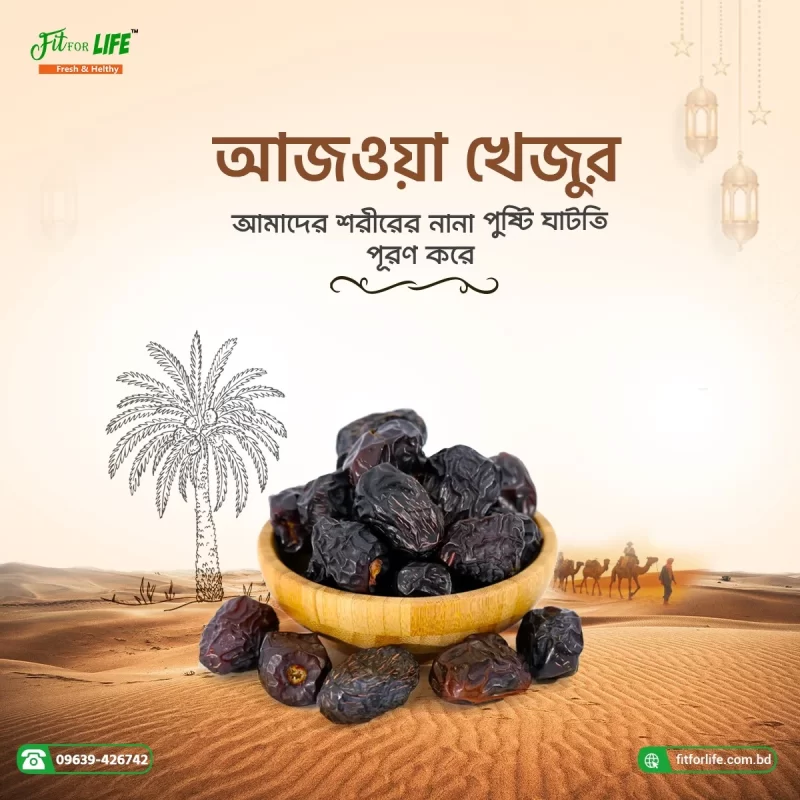 Fit FOR LIFE™
Fresh & Helthy
আজওয়া খেজুর
আমাদের শরীরের নানা পুষ্টি ঘাটতি
পূরণ করে
09639-426742
fitforlife.com.bd